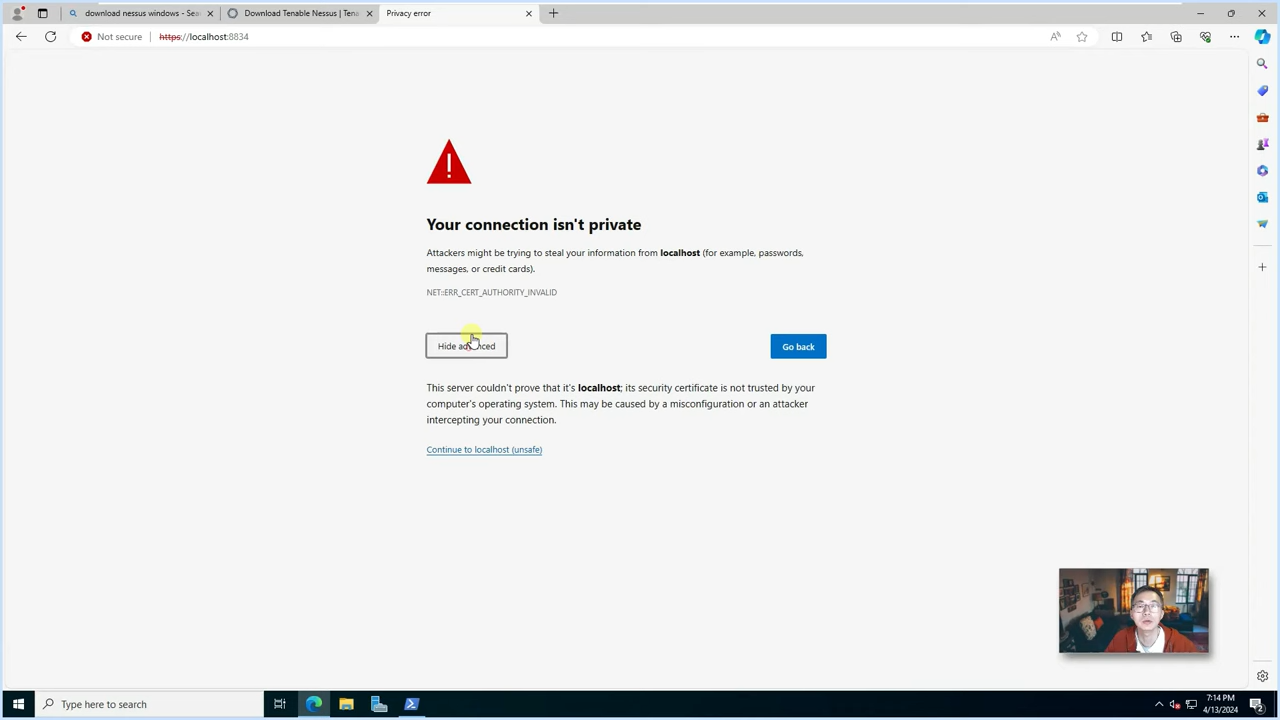 download nessus windows - Sea
Download Tenable Nessus | Tena
Privacy error
Not secure
https://localhost:8834
Your connection isn't private
Attackers might be trying to steal your information from localhost (for example, passwords,
messages, or credit cards).
NET::ERR_CERT_AUTHORITY_INVALID
Hide advanced
Go back
This server couldn't prove that it's localhost; its security certificate is not trusted by your
computer's operating system. This may be caused by a misconfiguration or an attacker
intercepting your connection.
Continue to localhost (unsafe)
Type here to search
7:14 PM
4/13/2024
2